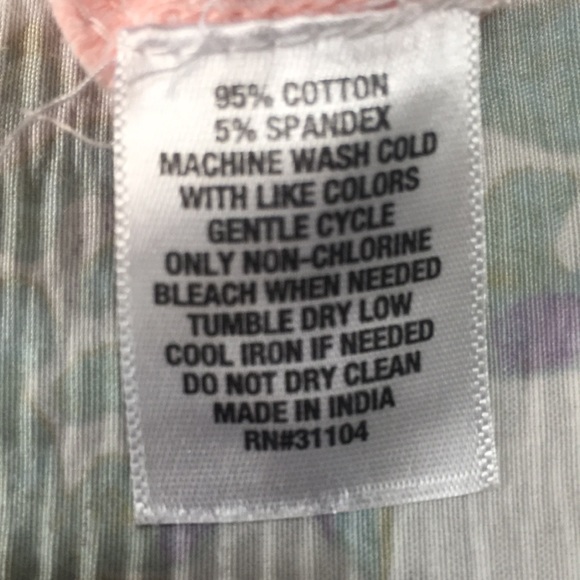 95% COTTON
5% SPANDEX
MACHINE WASH COLD
WITH LIKE COLORS
GENTLE CYCLE
ONLY NON-CHLORINE
BLEACH WHEN NEEDED
TUMBLE DRY LOW
COOL IRON IF NEEDED
DO NOT DRY CLEAN
MADE IN INDIA
RN#31104